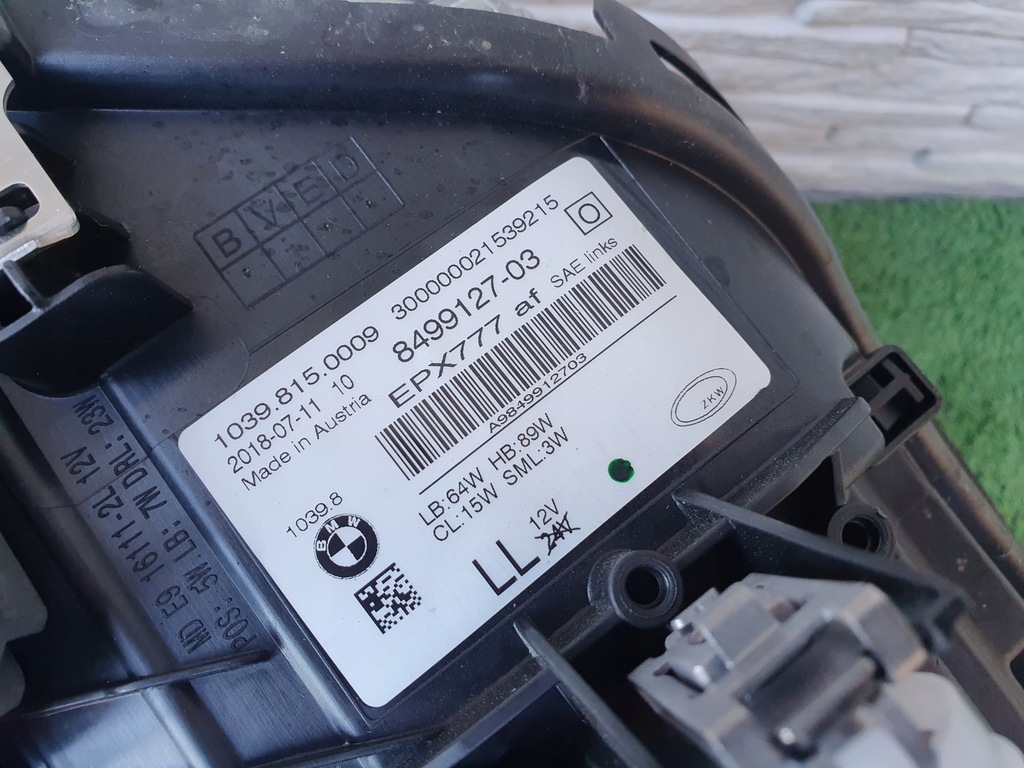 B V E D
1039.815.0009 3000000021539215
2018-07-11 10 8499127-03 O
Made in Austria EPX777 af SAE links
A9849912703
1039.8
BMW
LB:64W HB:89W
CL:15W SML:3W
ZKW
LL 12V
24V
MD E9 16111-2L 12V
POS: 5W LB: 7W DRL: 23W